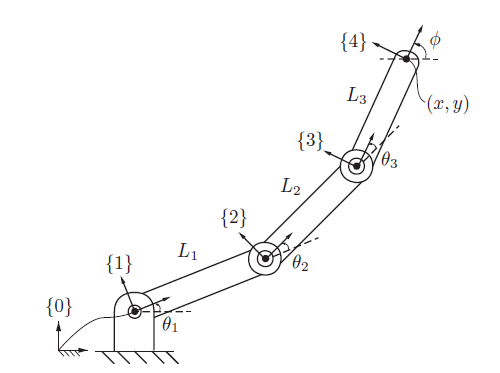 {4}
ϕ
L₃
(x, y)
{3}
θ₃
L₂
{2}
L₁
θ₂
{1}
{0}
θ₁